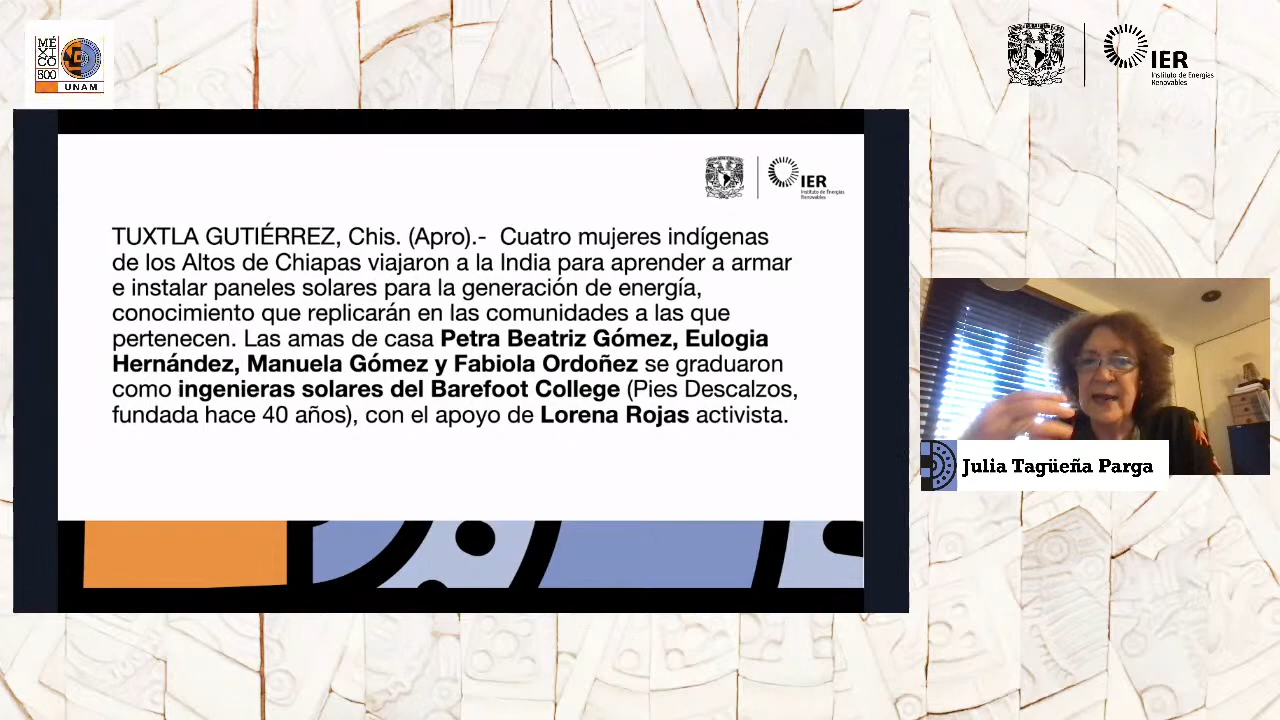 MÉ
XI
CO
500
UNAM
IER
Instituto de Energías
Renovables
IER
Instituto de Energías
Renovables
TUXTLA GUTIÉRREZ, Chis. (Apro).- Cuatro mujeres indígenas
de los Altos de Chiapas viajaron a la India para aprender a armar
e instalar paneles solares para la generación de energía,
conocimiento que replicarán en las comunidades a las que
pertenecen. Las amas de casa Petra Beatriz Gómez, Eulogia
Hernández, Manuela Gómez y Fabiola Ordoñez se graduaron
como ingenieras solares del Barefoot College (Pies Descalzos,
fundada hace 40 años), con el apoyo de Lorena Rojas activista.
Julia Tagüeña Parga